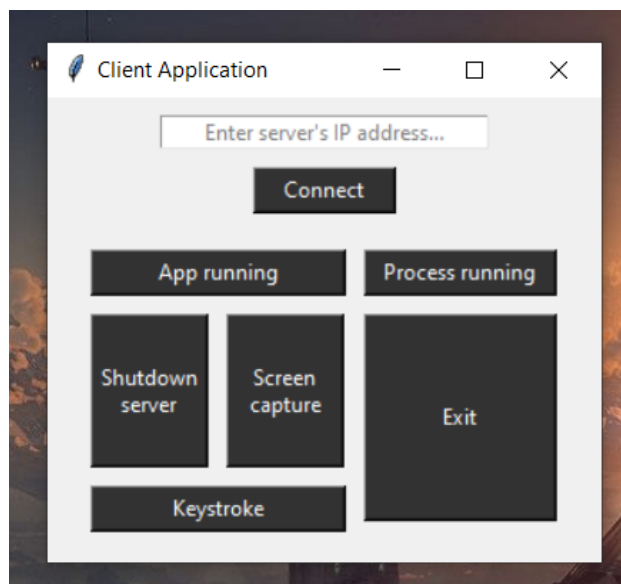 Client Application
Enter server's IP address...
Connect
App running
Process running
Shutdown
server
Screen
capture
Exit
Keystroke